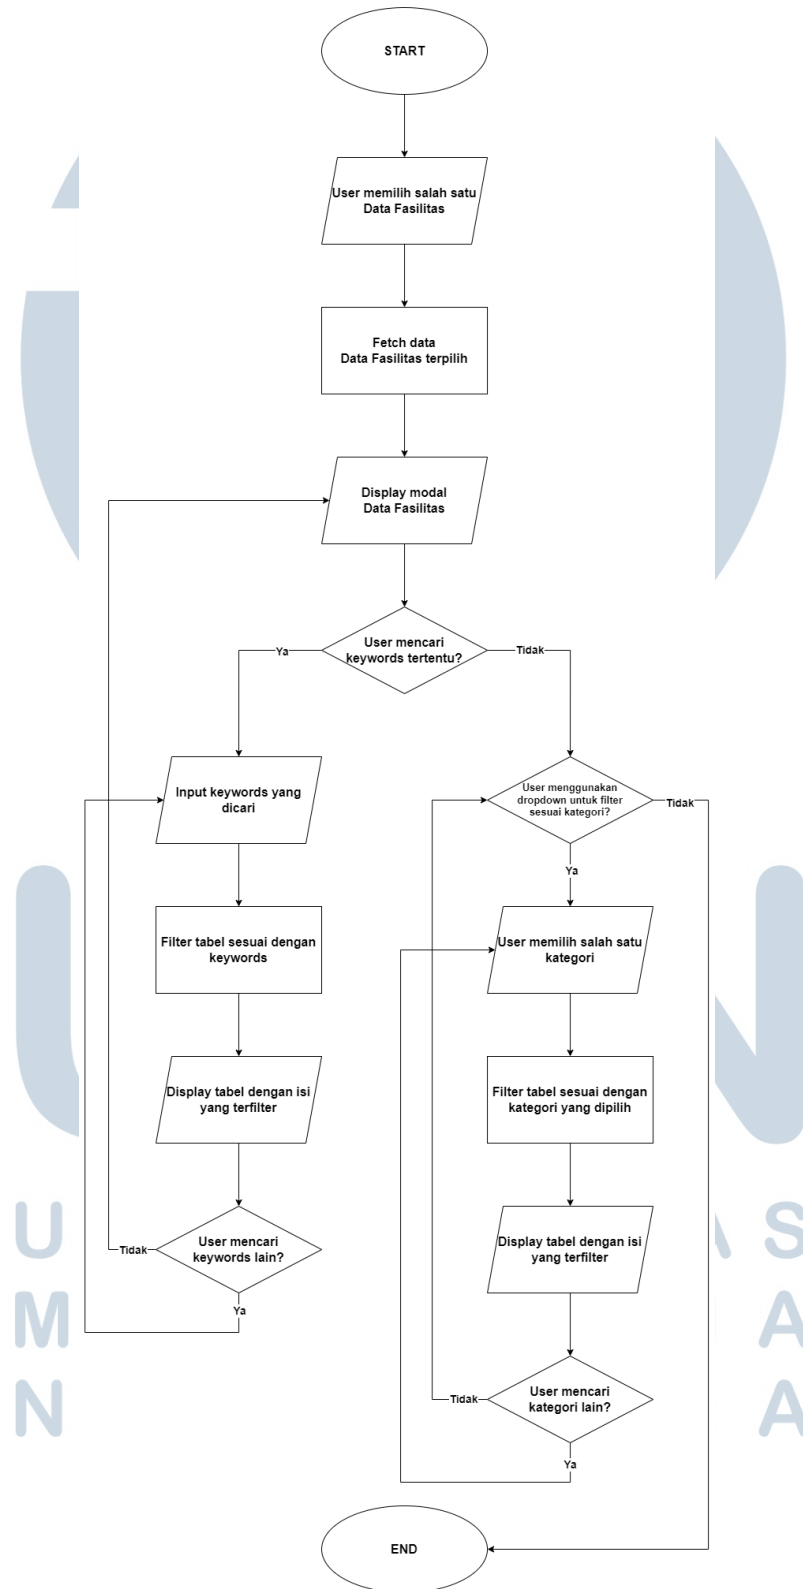 START
User memilih salah satu
Data Fasilitas
Fetch data
Data Fasilitas terpilih
Display modal
Data Fasilitas
User mencari
keywords tertentu?
Ya
Tidak
Input keywords yang
dicari
User menggunakan
dropdown untuk filter
sesuai kategori?
Tidak
Ya
Filter tabel sesuai dengan
keywords
User memilih salah satu
kategori
Display tabel dengan isi
yang terfilter
Filter tabel sesuai dengan
kategori yang dipilih
User mencari
keywords lain?
Tidak
Ya
Display tabel dengan isi
yang terfilter
User mencari
kategori lain?
Tidak
Ya
END
U
N
U
A S
M
A
N
A